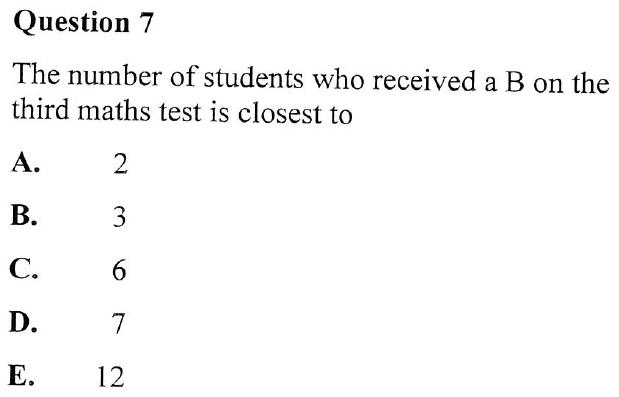 Question 7
The number of students who received a B on the
third maths test is closest to
A. 2
B. 3
C. 6
D. 7
E. 12